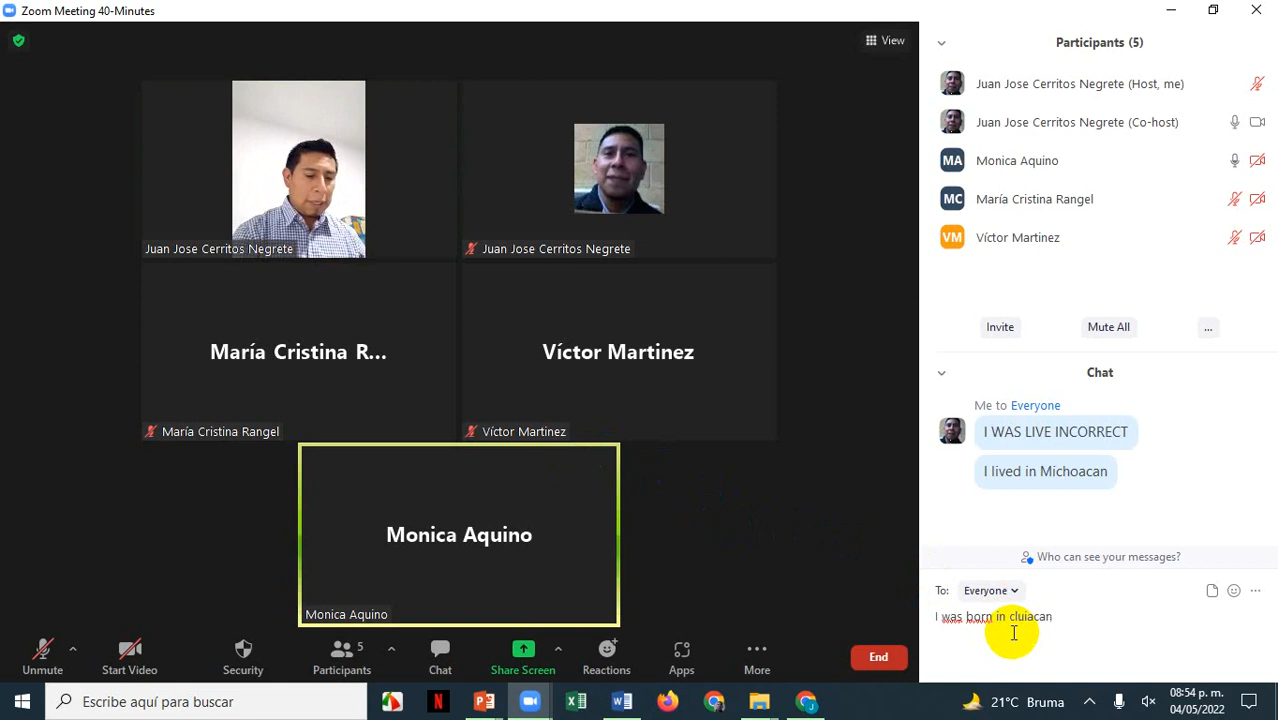 Zoom Meeting 40-Minutes
View
Juan Jose Cerritos Negrete
Juan Jose Cerritos Negrete
María Cristina R...
María Cristina Rangel
Víctor Martinez
Víctor Martinez
Monica Aquino
Monica Aquino
Participants (5)
Juan Jose Cerritos Negrete (Host, me)
Juan Jose Cerritos Negrete (Co-host)
MA Monica Aquino
MC María Cristina Rangel
VM Víctor Martinez
Invite Mute All ...
Chat
Me to Everyone
I WAS LIVE INCORRECT
I lived in Michoacan
Who can see your messages?
To: Everyone
I was born in cluiacan
Unmute Start Video Security Participants 5 Chat Share Screen Reactions Apps More End
Escribe aquí para buscar
21°C Bruma
08:54 p. m.
04/05/2022